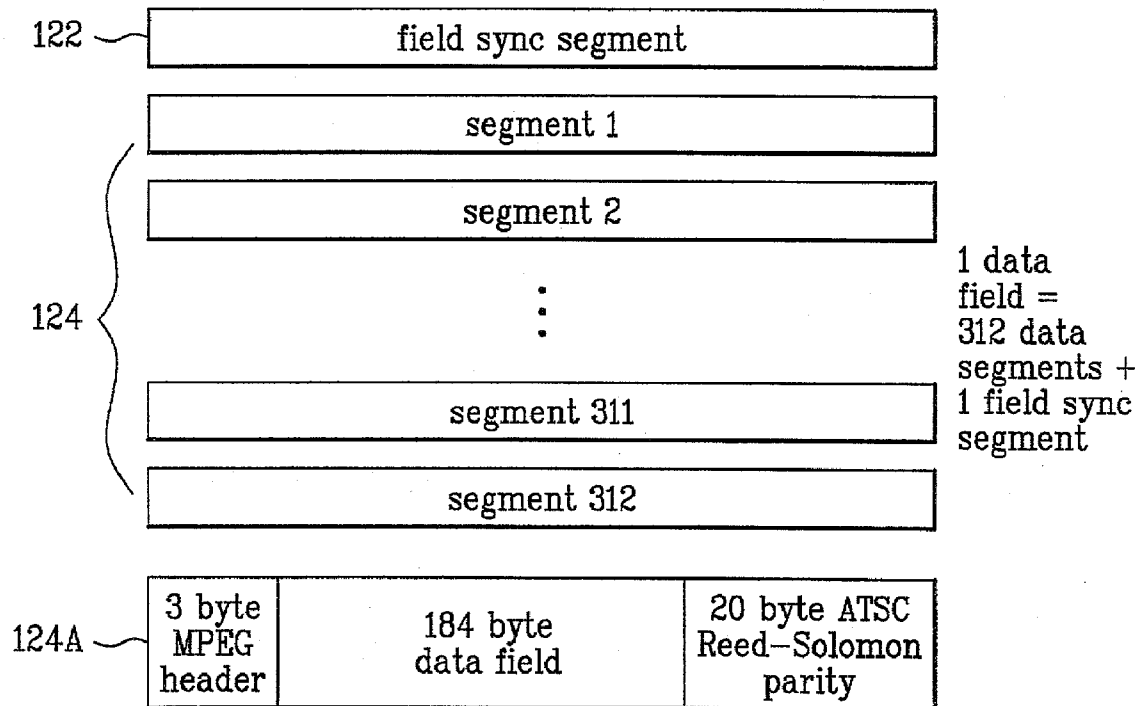 122
field sync segment
segment 1
segment 2
124
1 data
field =
312 data
segments +
1 field sync
segment
segment 311
segment 312
124A
3 byte
MPEG
header
184 byte
data field
20 byte ATSC
Reed-Solomon
parity